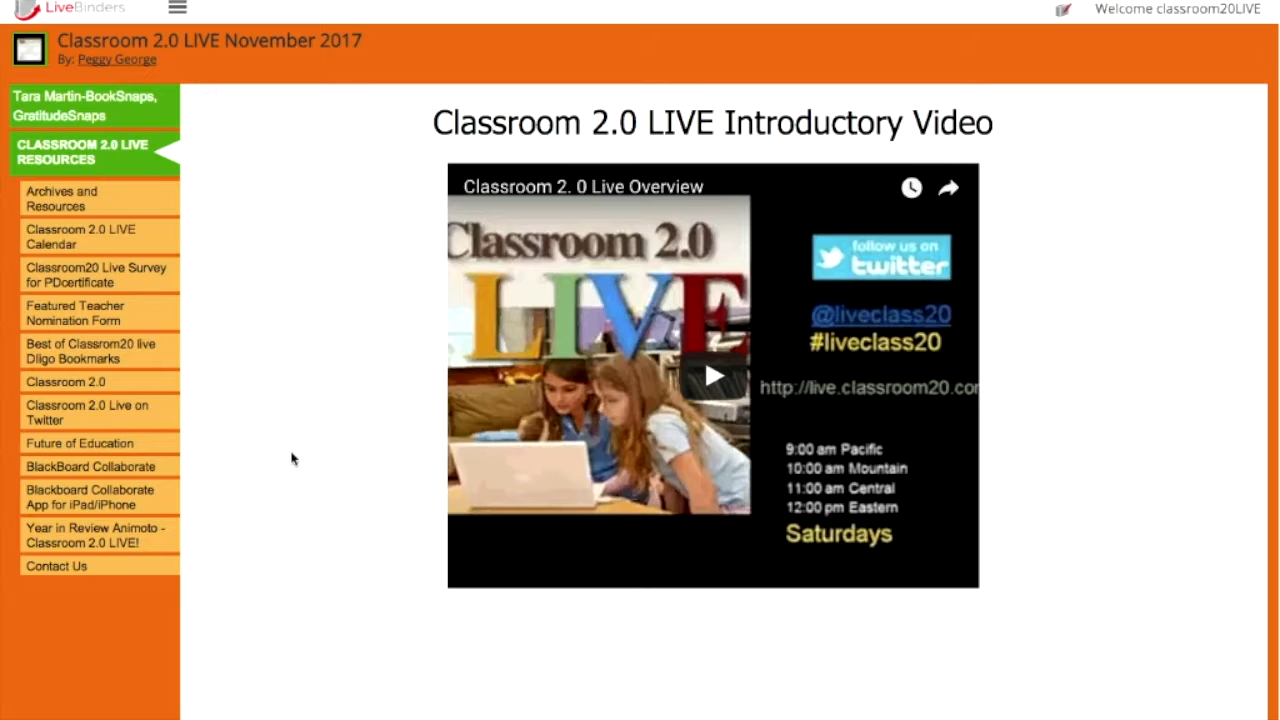 LiveBinders
Welcome classroom20LIVE
Classroom 2.0 LIVE November 2017
By: Peggy George
Tara Martin-BookSnaps,
GratitudeSnaps
CLASSROOM 2.0 LIVE
RESOURCES
Archives and
Resources
Classroom 2.0 LIVE
Calendar
Classroom20 Live Survey
for PDcertificate
Featured Teacher
Nomination Form
Best of Classrom20 live
Diigo Bookmarks
Classroom 2.0
Classroom 2.0 Live on
Twitter
Future of Education
BlackBoard Collaborate
Blackboard Collaborate
App for iPad/iPhone
Year in Review Animoto -
Classroom 2.0 LIVE!
Contact Us
Classroom 2.0 LIVE Introductory Video
Classroom 2. 0 Live Overview
Classroom 2.0
LIVE
follow us on
twitter
@liveclass20
#liveclass20
http://live.classroom20.com
9:00 am Pacific
10:00 am Mountain
11:00 am Central
12:00 pm Eastern
Saturdays